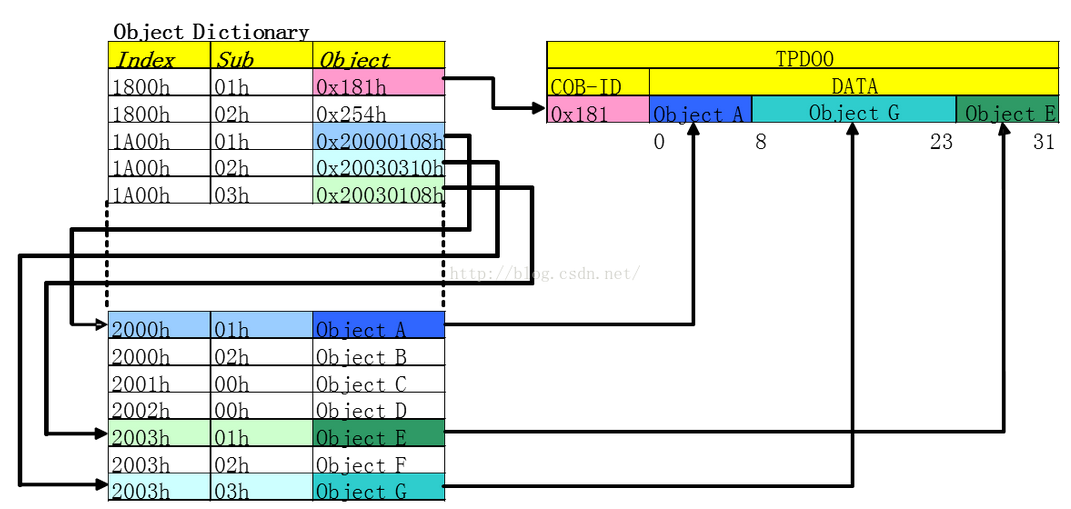 Object Dictionary
Index Sub Object
1800h 01h 0x181h
1800h 02h 0x254h
1A00h 01h 0x20000108h
1A00h 02h 0x20030310h
1A00h 03h 0x20030108h
TPDO0
COB-ID DATA
0x181 Object A Object G Object E
0 8 23 31
http://blog.csdn.net/
2000h 01h Object A
2000h 02h Object B
2001h 00h Object C
2002h 00h Object D
2003h 01h Object E
2003h 02h Object F
2003h 03h Object G